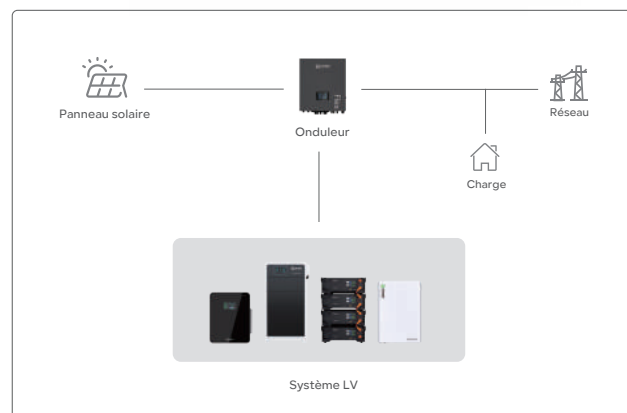 Panneau solaire
Onduleur
Réseau
Charge
Système LV